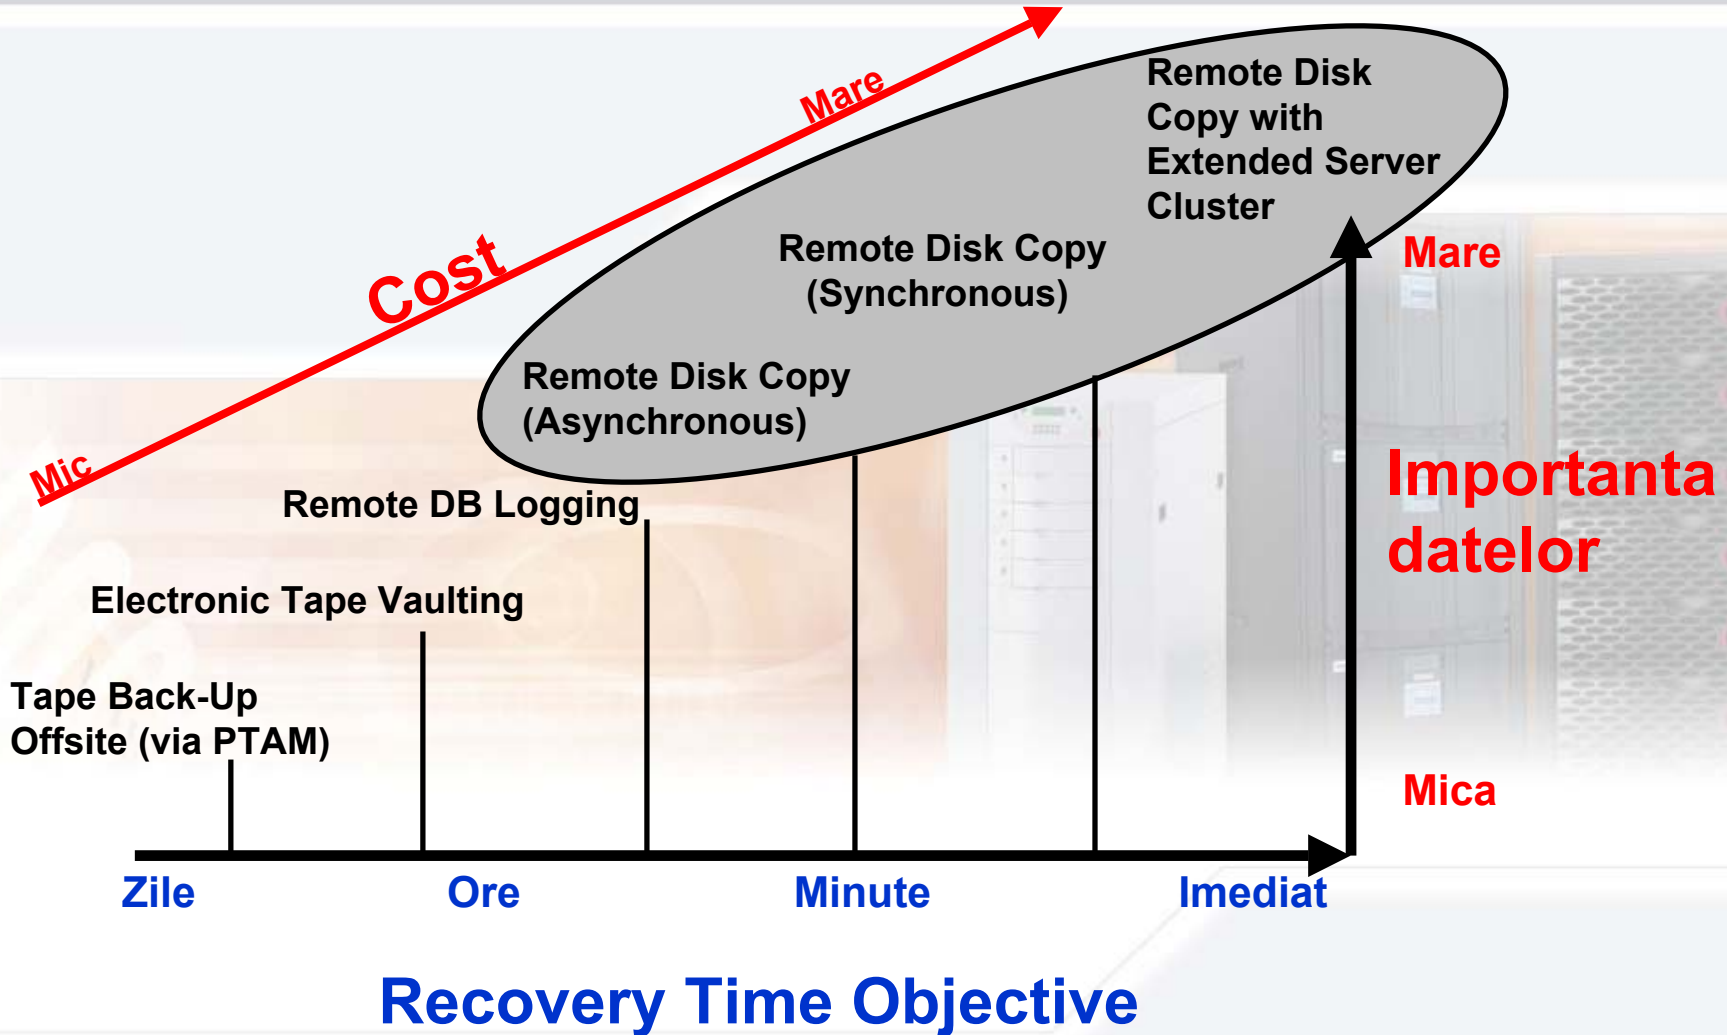 Mare
Remote Disk
Copy with
Extended Server
Cluster
Cost
Remote Disk Copy
(Synchronous)
Mare
Remote Disk Copy
(Asynchronous)
Mic
Remote DB Logging
Importanta
datelor
Electronic Tape Vaulting
Tape Back-Up
Offsite (via PTAM)
Mica
Zile
Ore
Minute
Imediat
Recovery Time Objective